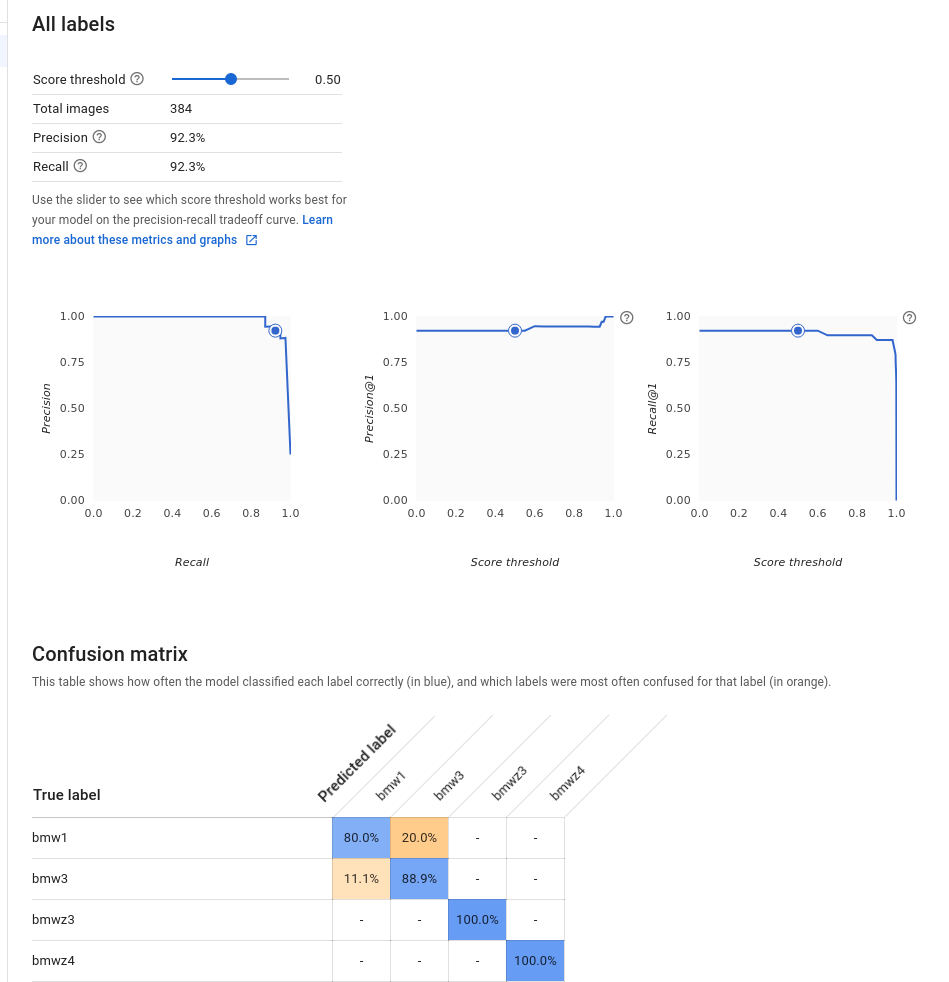 All labels
Score threshold 0.50
Total images 384
Precision 92.3%
Recall 92.3%
Use the slider to see which score threshold works best for
your model on the precision-recall tradeoff curve. Learn
more about these metrics and graphs
1.00
0.75
0.50
0.25
0.00
Precision
0.0 0.2 0.4 0.6 0.8 1.0
Recall
1.00
0.75
0.50
0.25
0.00
Precision@1
0.0 0.2 0.4 0.6 0.8 1.0
Score threshold
1.00
0.75
0.50
0.25
0.00
Recall@1
0.0 0.2 0.4 0.6 0.8 1.0
Score threshold
Confusion matrix
This table shows how often the model classified each label correctly (in blue), and which labels were most often confused for that label (in orange).
True label Predicted label bmw1 bmw3 bmwz3 bmwz4
bmw1 80.0% 20.0% - -
bmw3 11.1% 88.9% - -
bmwz3 - - 100.0% -
bmwz4 - - - 100.0%